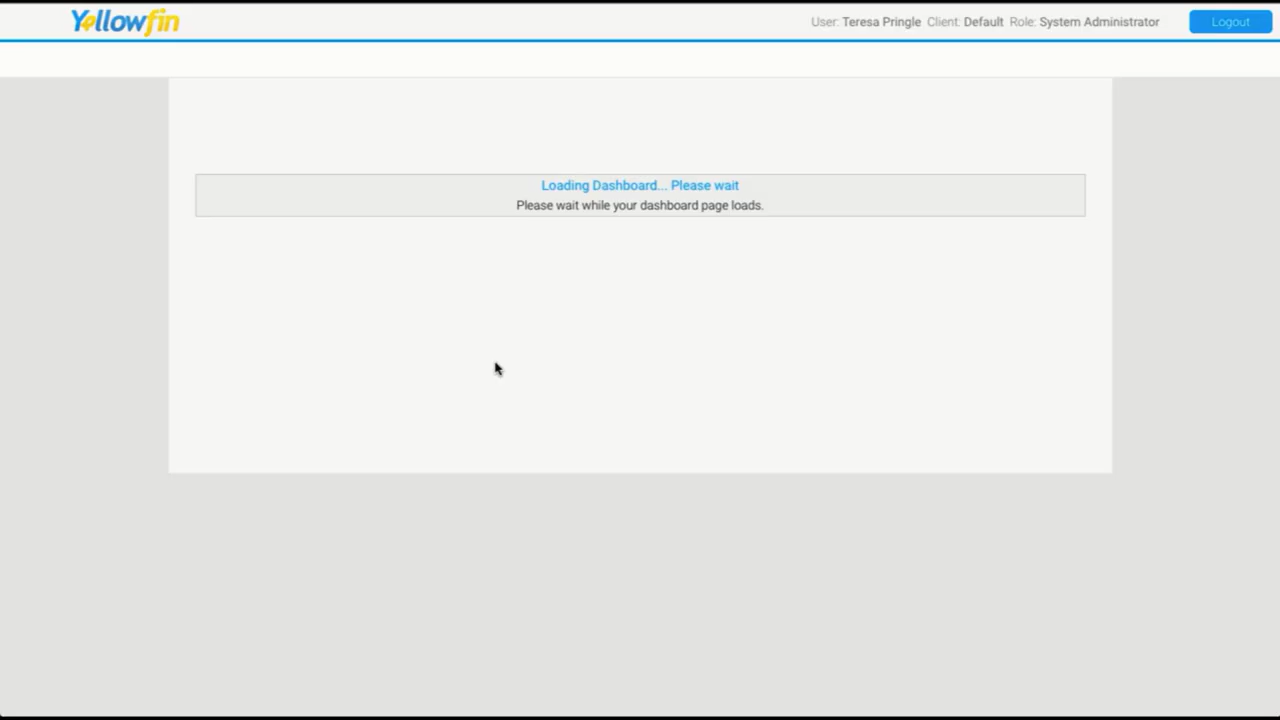 Yellowfin
User: Teresa Pringle Client: Default Role: System Administrator
Logout
Loading Dashboard... Please wait
Please wait while your dashboard page loads.